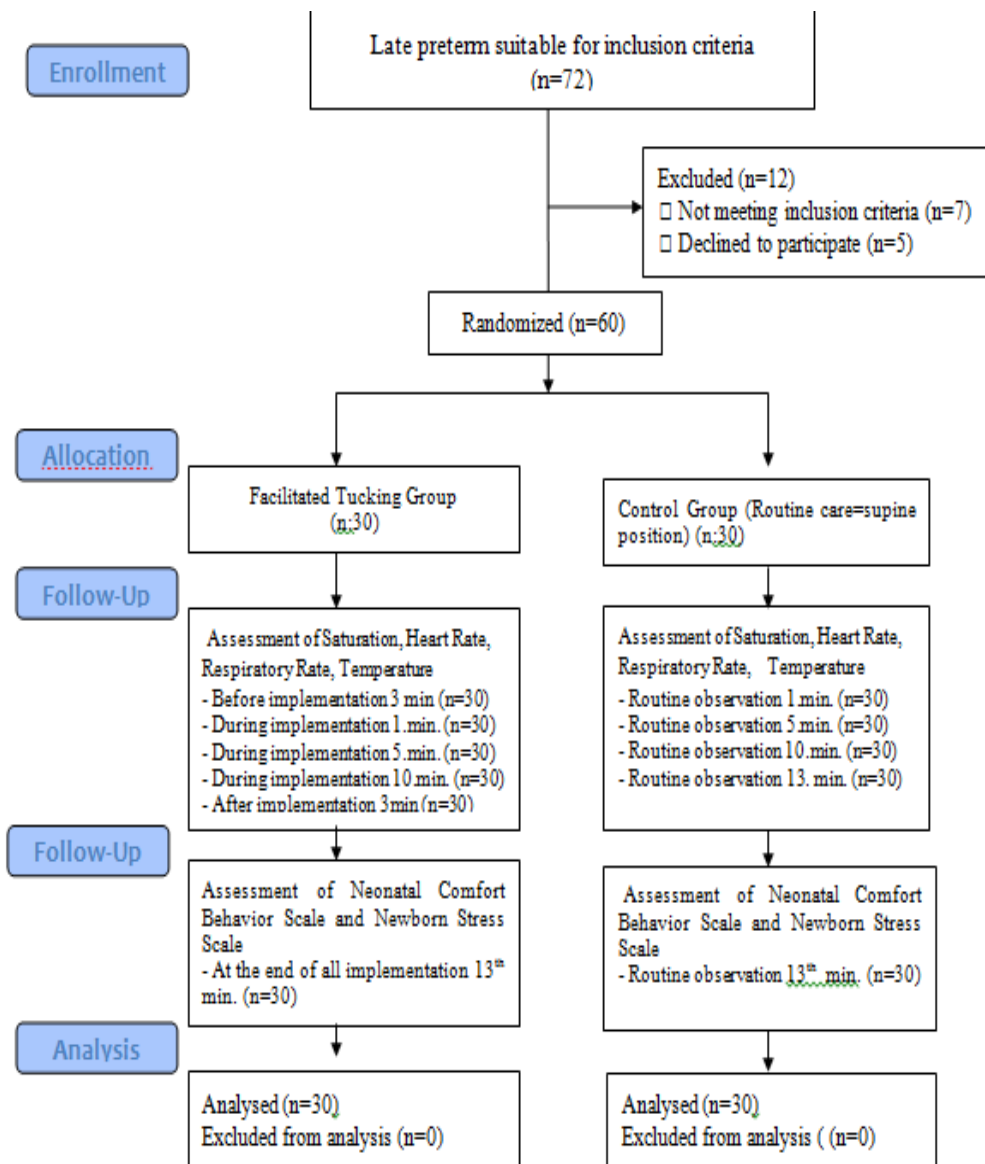 Late preterm suitable for inclusion criteria
(n=72)
Enrollment
Excluded (n=12)
□ Not meeting inclusion criteria (n=7)
□ Declined to participate (n=5)
Randomized (n=60)
Allocation
Facilitated Tucking Group
(n:30)
Control Group (Routine care=supine
position) (n:30)
Follow-Up
Assessment of Saturation, Heart Rate,
Respiratory Rate, Temperature
- Before implementation 3 min (n=30)
- During implementation 1.min. (n=30)
- During implementation 5.min. (n=30)
- During implementation 10.min. (n=30)
- After implementation 3min (n=30)
Assessment of Saturation, Heart Rate,
Respiratory Rate, Temperature
- Routine observation 1.min. (n=30)
- Routine observation 5.min. (n=30)
- Routine observation 10.min. (n=30)
- Routine observation 13. min. (n=30)
Follow-Up
Assessment of Neonatal Comfort
Behavior Scale and Newborn Stress
Scale
- At the end of all implementation 13th
min. (n=30)
Assessment of Neonatal Comfort
Behavior Scale and Newborn Stress
Scale
- Routine observation 13th min. (n=30)
Analysis
Analysed (n=30)
Excluded from analysis (n=0)
Analysed (n=30)
Excluded from analysis ( (n=0)